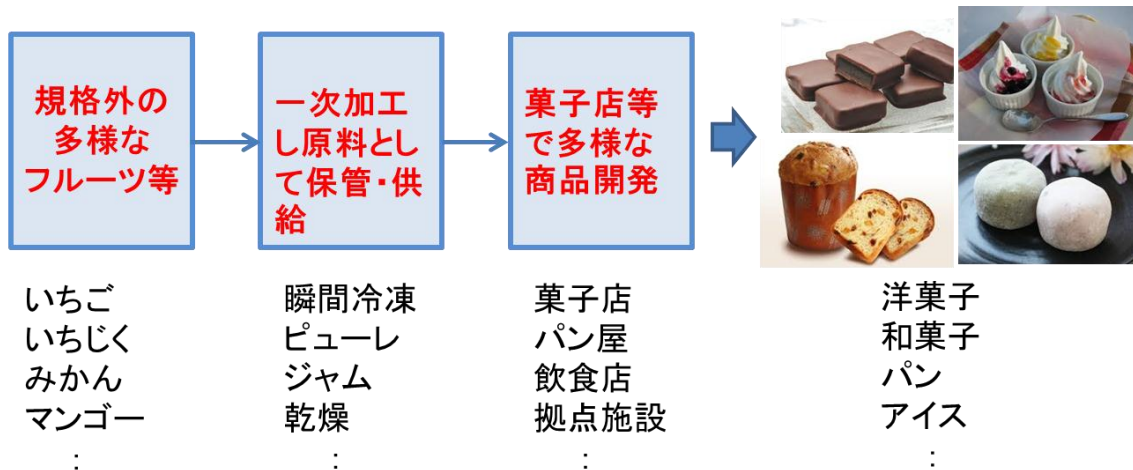 規格外の
多様な
フルーツ等
一次加工
し原料とし
て保管・供
給
菓子店等
で多様な
商品開発
いちご
いちじく
みかん
マンゴー
：
瞬間冷凍
ピューレ
ジャム
乾燥
：
菓子店
パン屋
飲食店
拠点施設
：
洋菓子
和菓子
パン
アイス
：